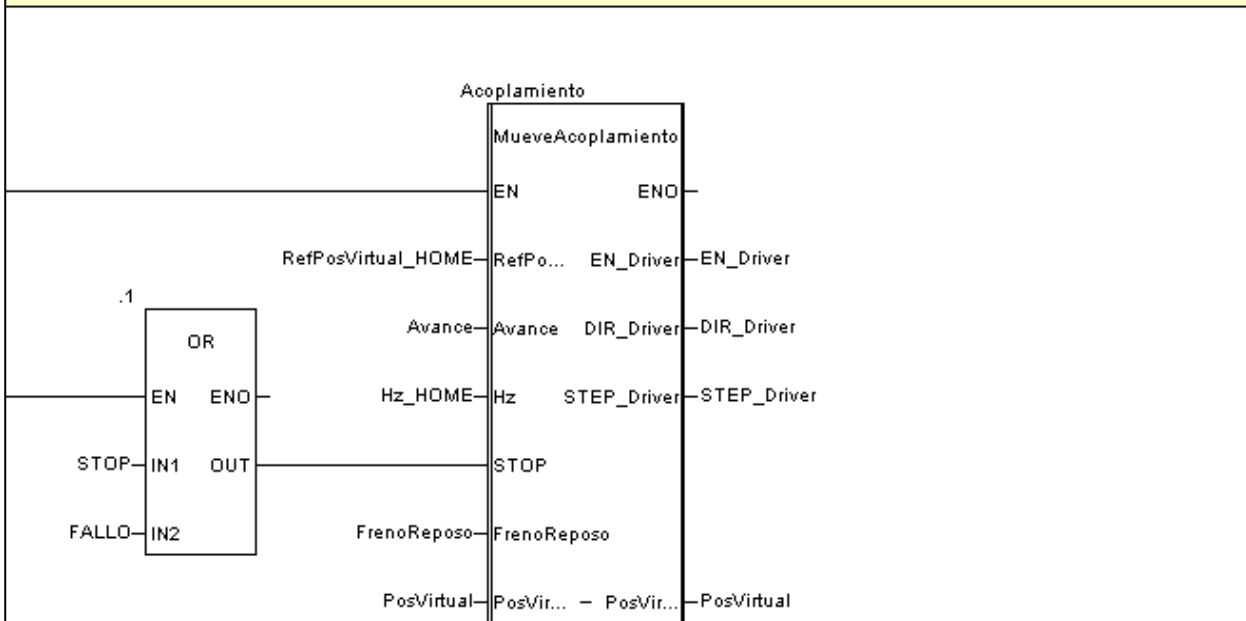 Acoplamiento
MueveAcoplamiento
EN ENO
RefPosVirtual_HOME RefPo... EN_Driver EN_Driver
.1
Avance Avance DIR_Driver DIR_Driver
OR
EN ENO Hz_HOME Hz STEP_Driver STEP_Driver
STOP IN1 OUT STOP
FALLO IN2 FrenoReposo FrenoReposo
PosVirtual PosVir... – PosVir... PosVirtual